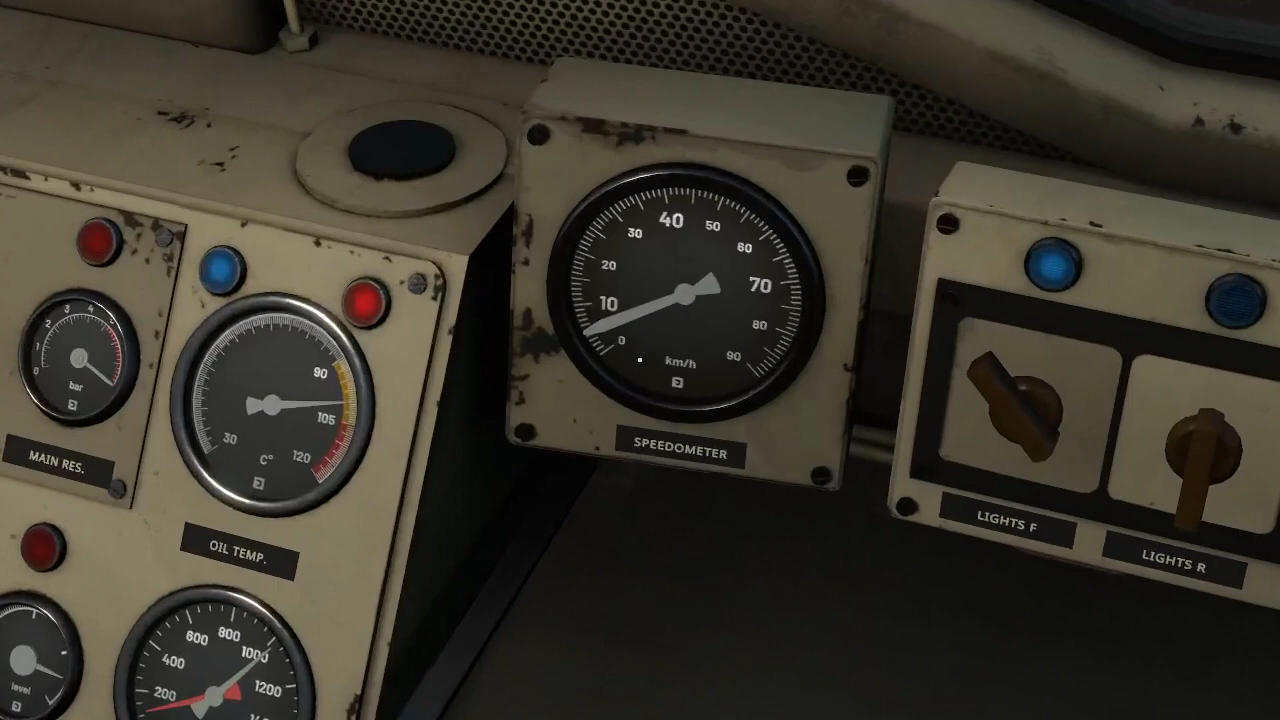 0
1
2
3
4
5
bar
MAIN RES.
30
90
105
120
C°
OIL TEMP.
0
10
20
30
40
50
60
70
80
90
km/h
SPEEDOMETER
LIGHTS F
LIGHTS R
level
200
400
600
800
1000
1200